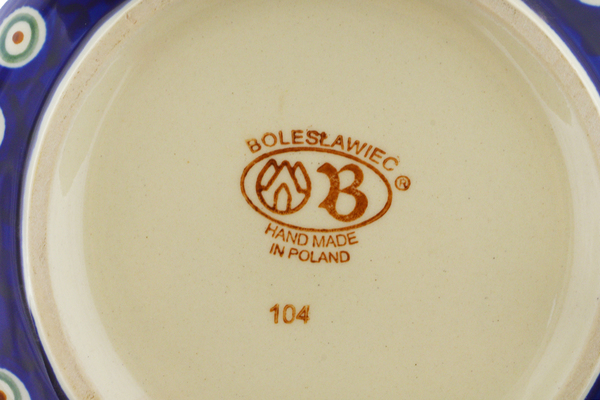 BOLESŁAWIEC
B ®
HAND MADE
IN POLAND
104